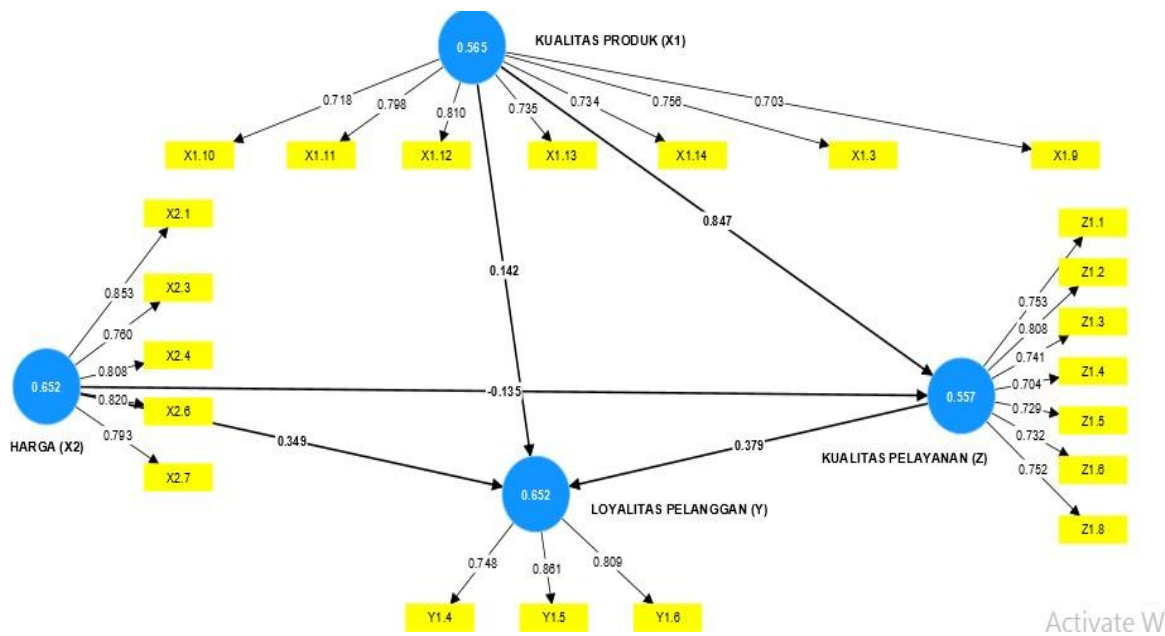 0.565
KUALITAS PRODUK (X1)
0.718
0.798
0.810
0.735
0.734
0.756
0.703
X1.10
X1.11
X1.12
X1.13
X1.14
X1.3
X1.9
X2.1
X2.3
X2.4
X2.6
X2.7
0.853
0.760
0.808
0.820
0.793
0.652
HARGA (X2)
0.142
0.847
-0.135
0.349
0.379
Z1.1
Z1.2
Z1.3
Z1.4
Z1.5
Z1.6
Z1.8
0.753
0.808
0.741
0.704
0.729
0.732
0.752
0.557
KUALITAS PELAYANAN (Z)
0.652
LOYALITAS PELANGGAN (Y)
0.748
0.861
0.809
Y1.4
Y1.5
Y1.6
Activate W